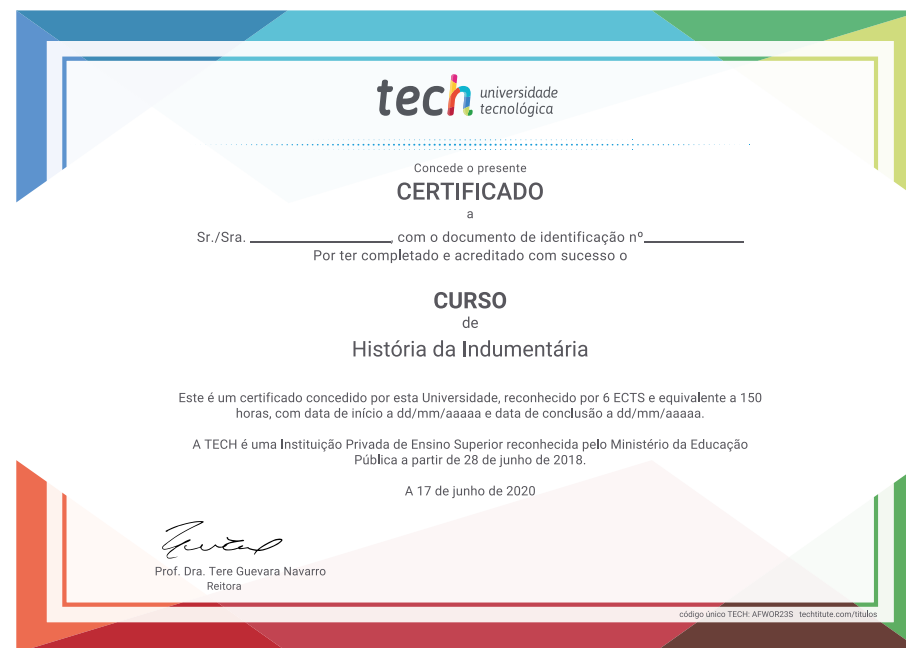 tech universidade
tecnológica
Concede o presente
CERTIFICADO
a
Sr./Sra. ____________________, com o documento de identificação nº______________
Por ter completado e acreditado com sucesso o
CURSO
de
História da Indumentária
Este é um certificado concedido por esta Universidade, reconhecido por 6 ECTS e equivalente a 150
horas, com data de início a dd/mm/aaaaa e data de conclusão a dd/mm/aaaaa.
A TECH é uma Instituição Privada de Ensino Superior reconhecida pelo Ministério da Educação
Pública a partir de 28 de junho de 2018.
A 17 de junho de 2020
Prof. Dra. Tere Guevara Navarro
Reitora
código único TECH: AFWOR23S techtitute.com/titulos